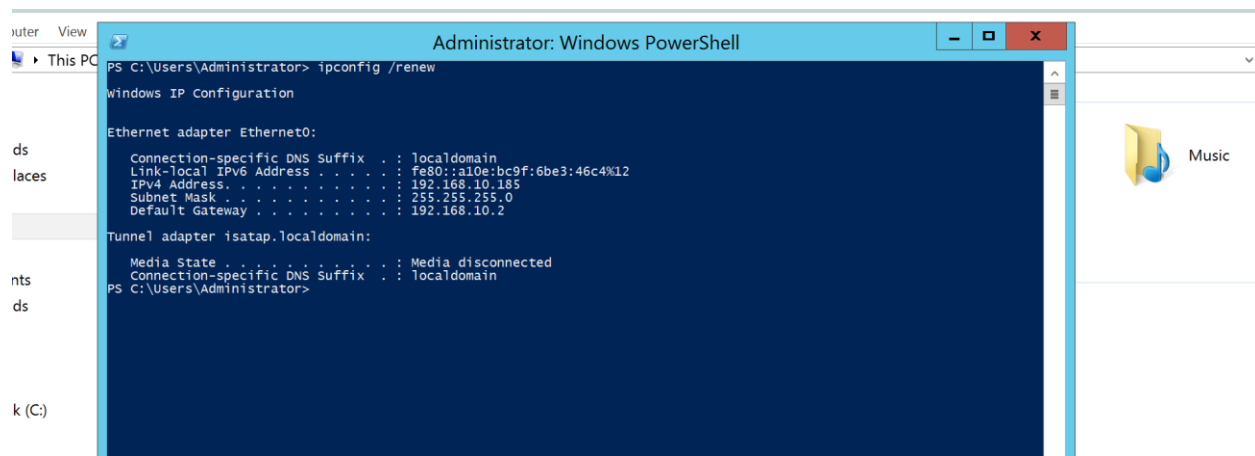 outer View
Administrator: Windows PowerShell
This PC
PS C:\Users\Administrator> ipconfig /renew
Windows IP Configuration
Ethernet adapter Ethernet0:
Connection-specific DNS Suffix . : localdomain
Link-local IPv6 Address . . . . . : fe80::a10e:bc9f:6be3:46c4%12
IPv4 Address. . . . . . . . . . . : 192.168.10.185
Subnet Mask . . . . . . . . . . . : 255.255.255.0
Default Gateway . . . . . . . . . : 192.168.10.2
Tunnel adapter isatap.localdomain:
Media State . . . . . . . . . . . : Media disconnected
Connection-specific DNS Suffix  . : localdomain
PS C:\Users\Administrator>
ds
laces
nts
ds
k (C:)
Music